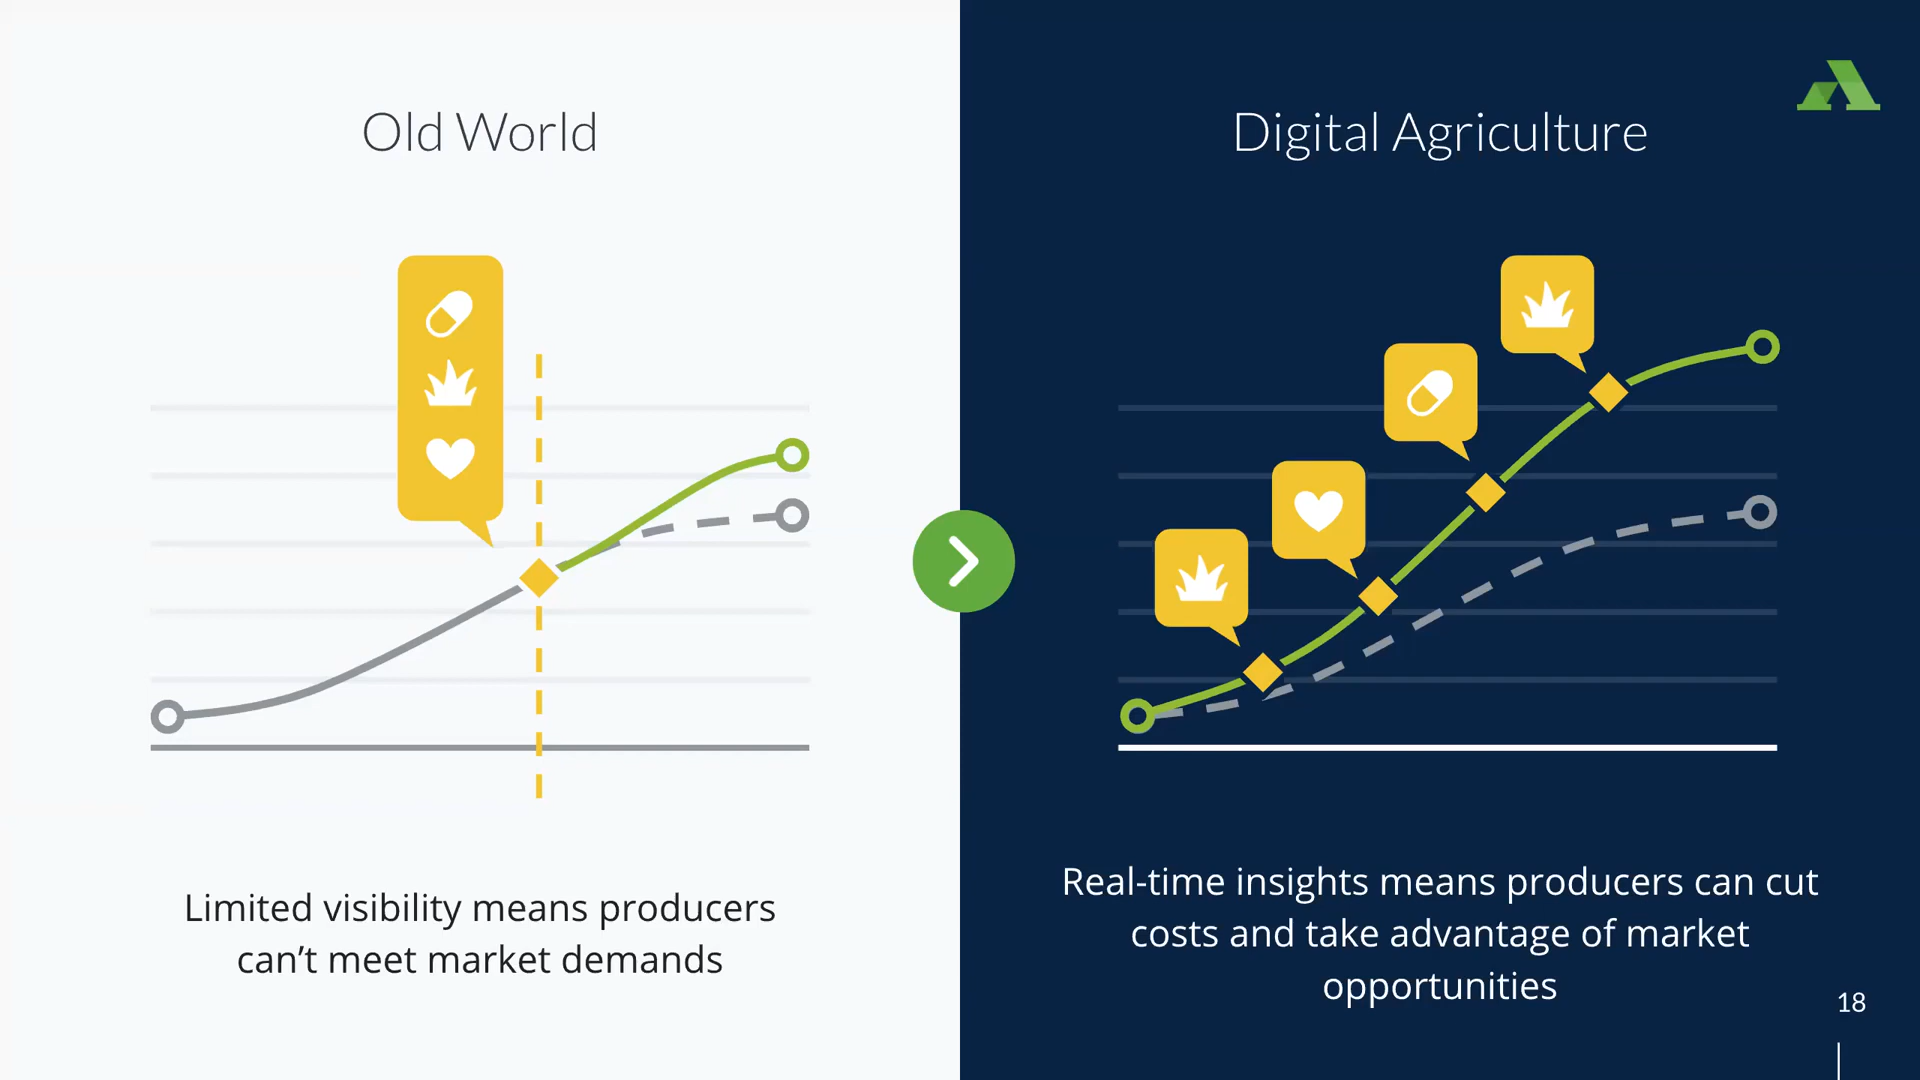 Old World
Digital Agriculture
Limited visibility means producers
can’t meet market demands
Real-time insights means producers can cut
costs and take advantage of market
opportunities
18